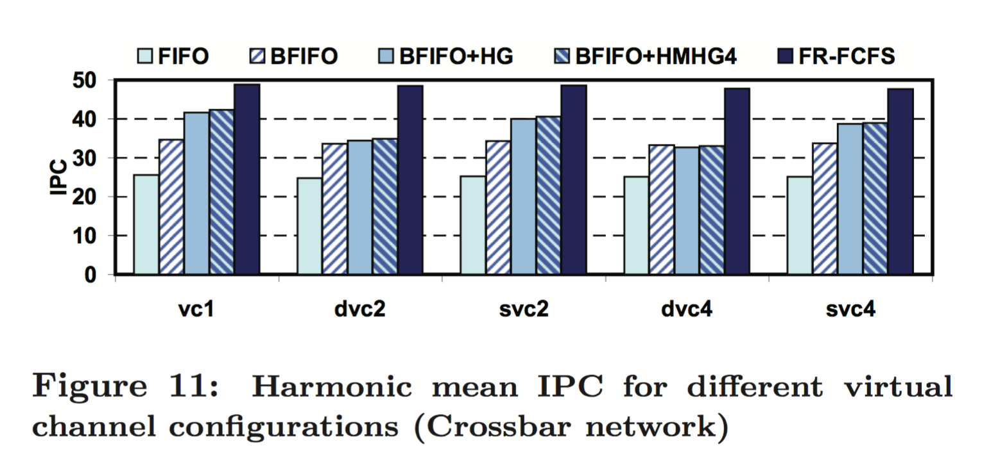 FIFO BFIFO BFIFO+HG BFIFO+HMHG4 FR-FCFS
50
40
30
20
10
0
IPC
vc1 dvc2 svc2 dvc4 svc4
Figure 11: Harmonic mean IPC for different virtual
channel configurations (Crossbar network)